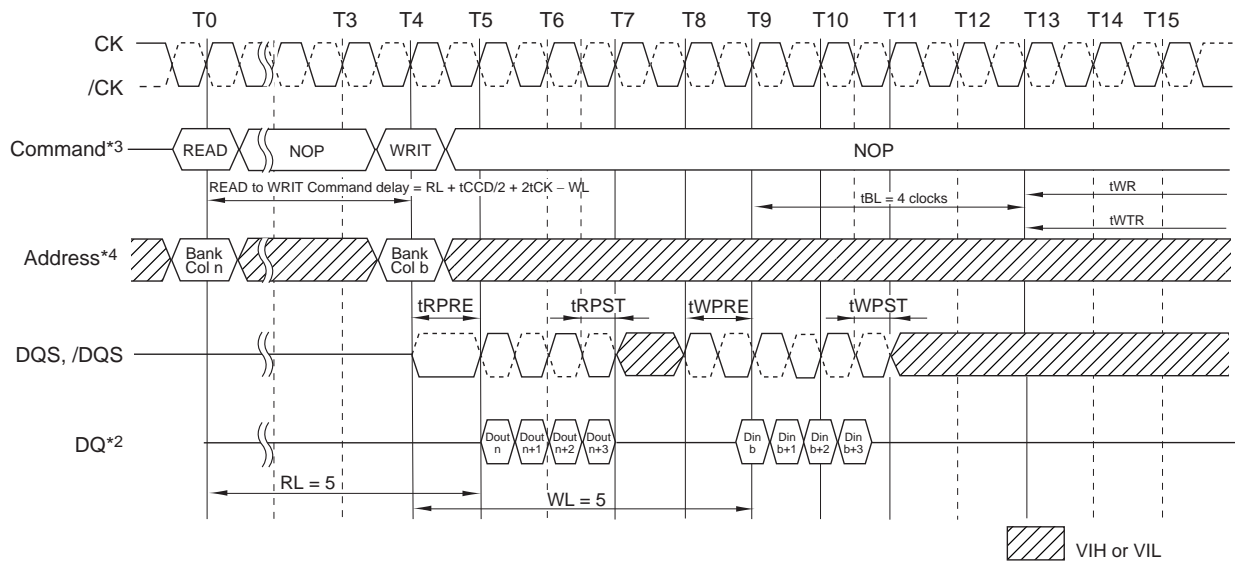 T0 T3 T4 T5 T6 T7 T8 T9 T10 T11 T12 T13 T14 T15
CK
/CK
Command*3 READ NOP WRIT NOP
READ to WRIT Command delay = RL + tCCD/2 + 2tCK − WL
tBL = 4 clocks
tWR
tWTR
Address*4
Bank
Col n
Bank
Col b
tRPRE tRPST tWPRE tWPST
DQS, /DQS
DQ*2
Dout
n
Dout
n+1
Dout
n+2
Dout
n+3
Din
b
Din
b+1
Din
b+2
Din
b+3
RL = 5
WL = 5
VIH or VIL